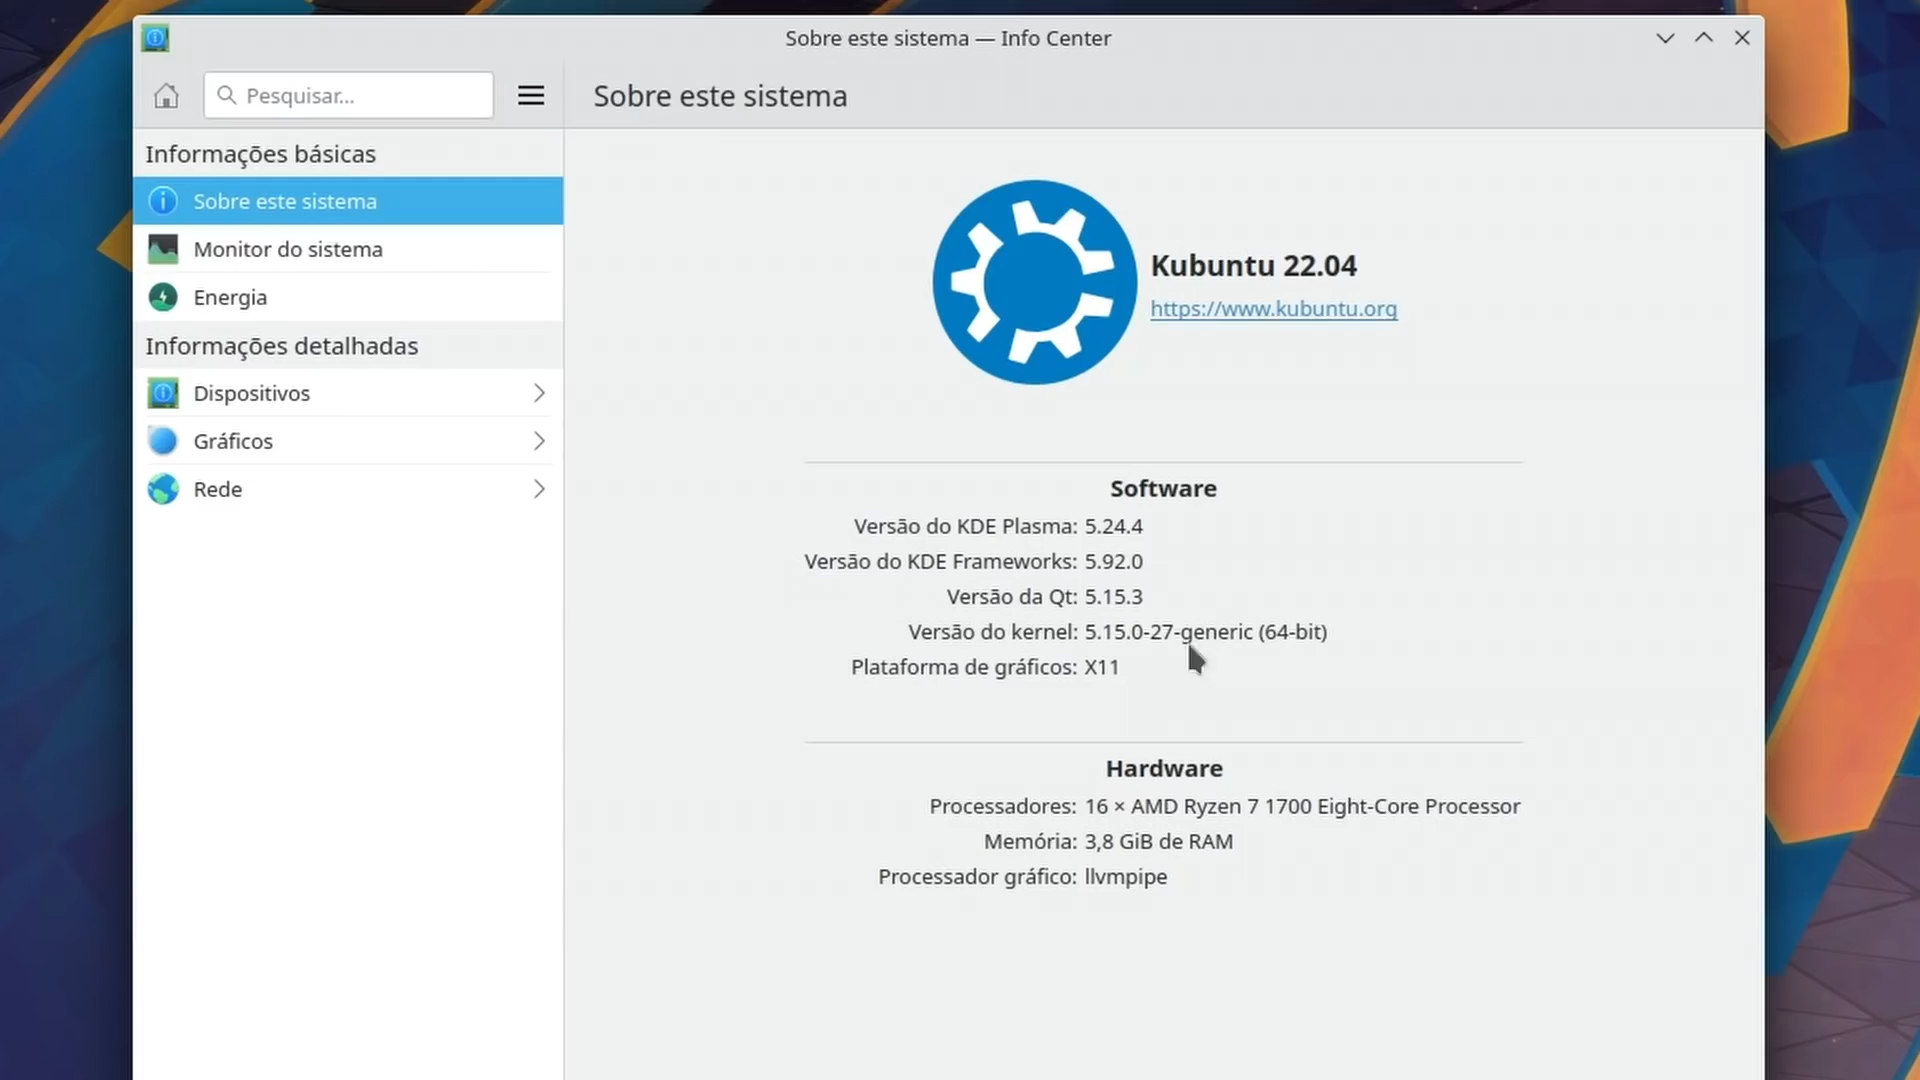 Sobre este sistema — Info Center
Pesquisar...
Sobre este sistema
Informações básicas
Sobre este sistema
Monitor do sistema
Energia
Informações detalhadas
Dispositivos
Gráficos
Rede
Kubuntu 22.04
https://www.kubuntu.org
Software
Versão do KDE Plasma: 5.24.4
Versão do KDE Frameworks: 5.92.0
Versão da Qt: 5.15.3
Versão do kernel: 5.15.0-27-generic (64-bit)
Plataforma de gráficos: X11
Hardware
Processadores: 16 × AMD Ryzen 7 1700 Eight-Core Processor
Memória: 3,8 GiB de RAM
Processador gráfico: llvmpipe